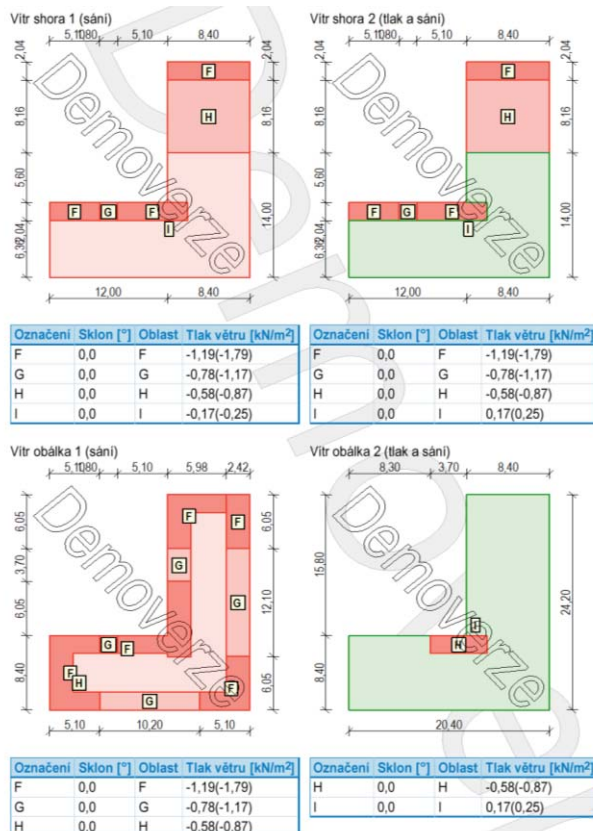 Vítr shora 1 (sání)
5,10
1,80
5,10
8,40
2,04
8,16
5,60
2,04
14,00
F
H
F
G
F
I
12,00
8,40
Demoverze
Označení Sklon [°] Oblast Tlak větru [kN/m²]
F 0,0 F -1,19(-1,79)
G 0,0 G -0,78(-1,17)
H 0,0 H -0,58(-0,87)
I 0,0 I -0,17(-0,25)
Vítr shora 2 (tlak a sání)
5,10
1,80
5,10
8,40
2,04
8,16
5,60
2,04
14,00
F
H
F
G
F
I
12,00
8,40
Demoverze
Označení Sklon [°] Oblast Tlak větru [kN/m²]
F 0,0 F -1,19(-1,79)
G 0,0 G -0,78(-1,17)
H 0,0 H -0,58(-0,87)
I 0,0 I 0,17(0,25)
Vítr obálka 1 (sání)
5,10
1,80
5,10
5,98
2,42
6,05
3,70
6,05
8,40
6,05
12,10
6,05
F
F
G
G
G
F
F
H
G
F
5,10
10,20
5,10
Demoverze
Označení Sklon [°] Oblast Tlak větru [kN/m²]
F 0,0 F -1,19(-1,79)
G 0,0 G -0,78(-1,17)
H 0,0 H -0,58(-0,87)
Vítr obálka 2 (tlak a sání)
8,30
3,70
8,40
15,80
8,40
24,20
I
H
20,40
Demoverze
Označení Sklon [°] Oblast Tlak větru [kN/m²]
H 0,0 H -0,58(-0,87)
I 0,0 I 0,17(0,25)